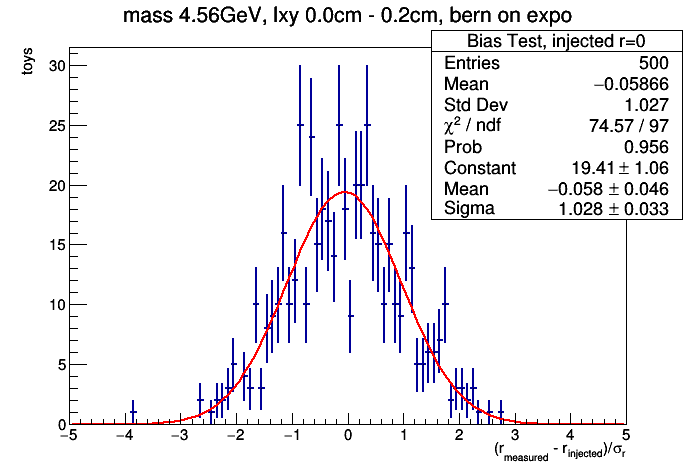 mass 4.56GeV, lxy 0.0cm - 0.2cm, bern on expo
Bias Test, injected r=0
Entries 500
Mean −0.05866
Std Dev 1.027
χ² / ndf 74.57 / 97
Prob 0.956
Constant 19.41 ± 1.06
Mean −0.058 ± 0.046
Sigma 1.028 ± 0.033
toys
30
25
20
15
10
5
0
−5 −4 −3 −2 −1 0 1 2 3 4 5
(r_measured - r_injected)/σ_r